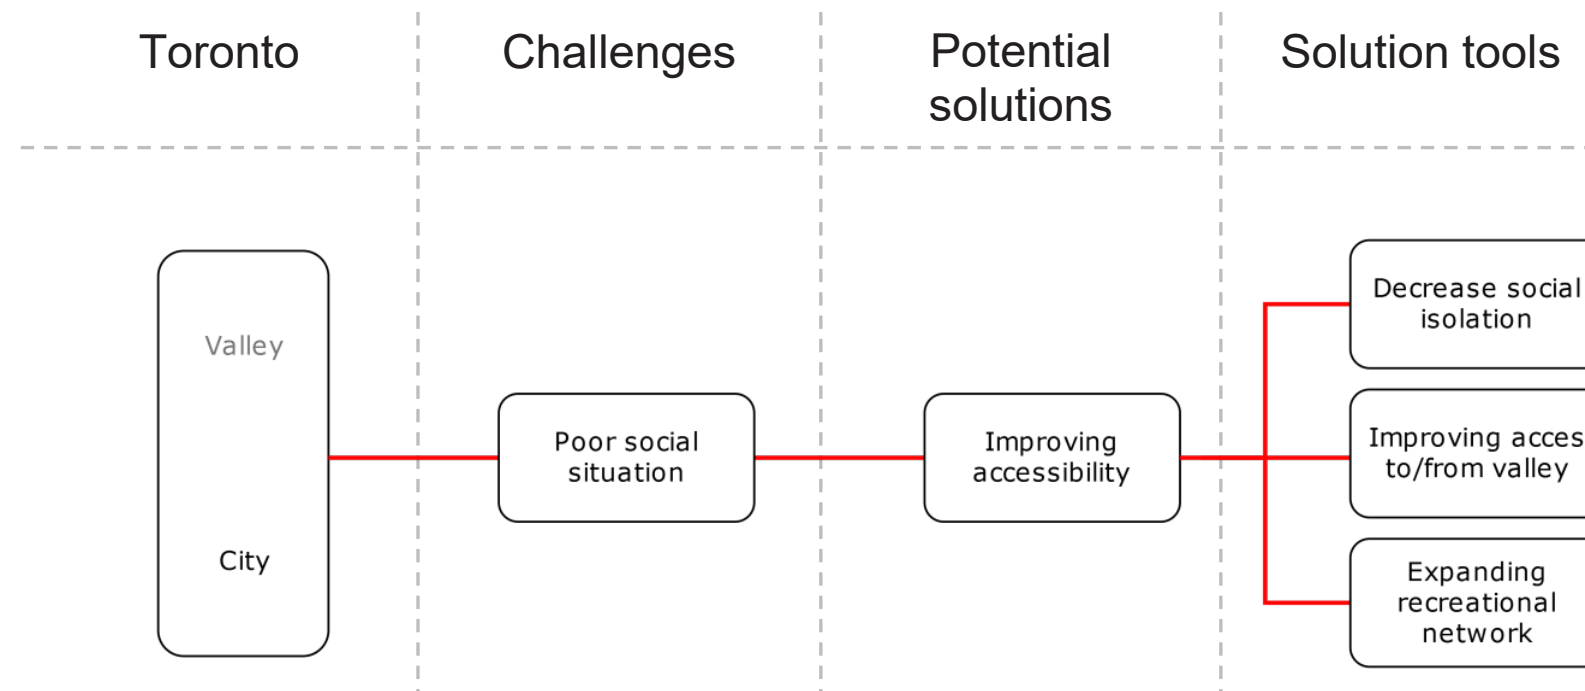 Toronto
Challenges
Potential
solutions
Solution tools
Valley
City
Poor social
situation
Improving
accessibility
Decrease social
isolation
Improving acces
to/from valley
Expanding
recreational
network